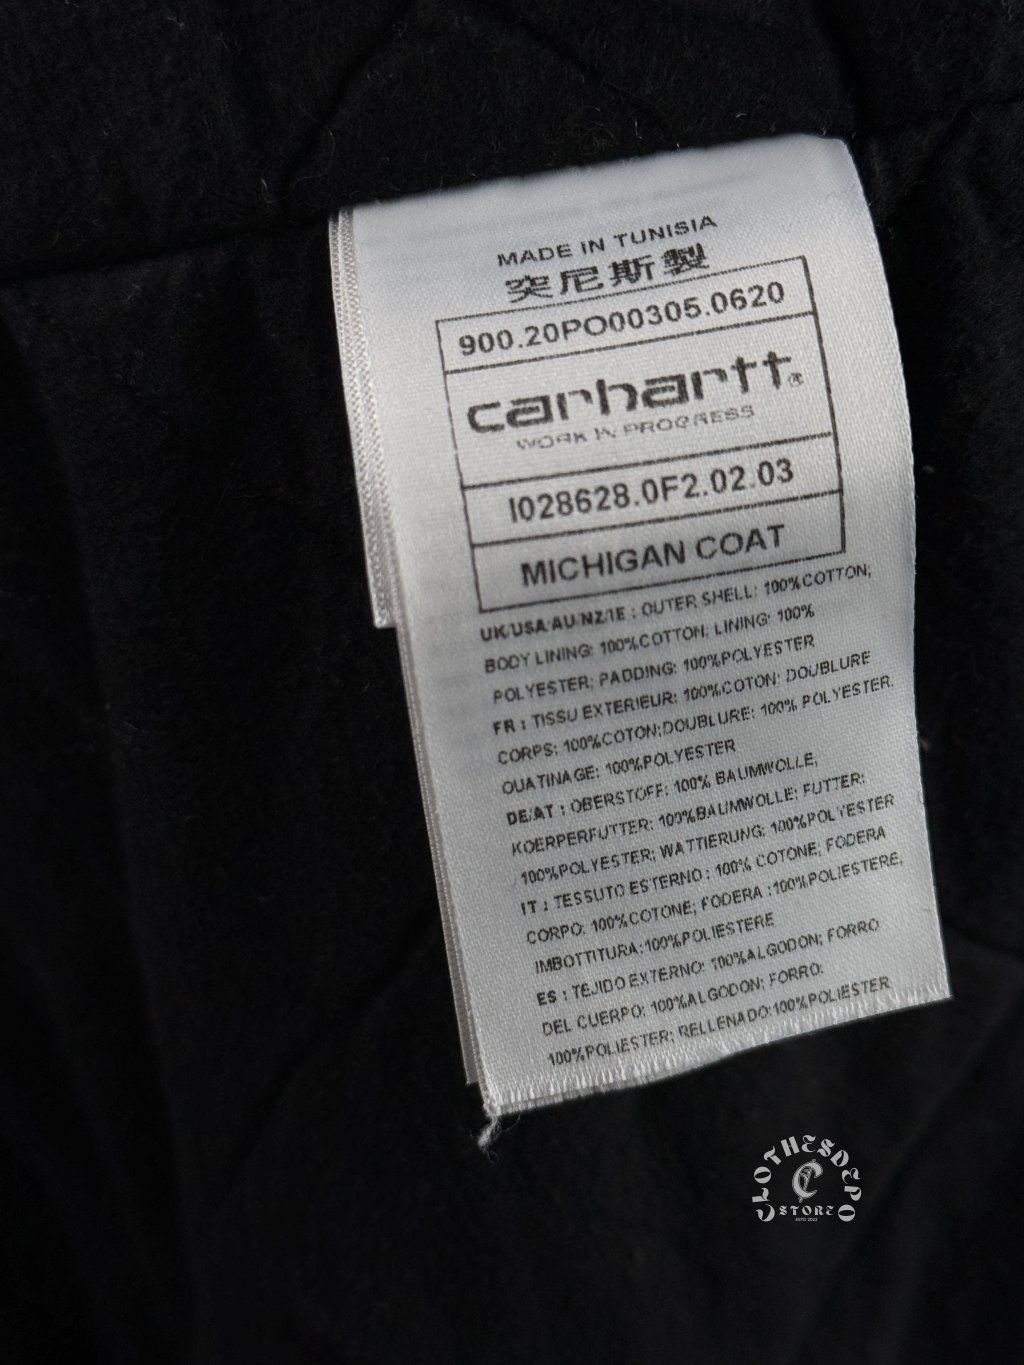 MADE IN TUNISIA
突尼斯製
900.20PO00305.0620
carhartt®
WORK IN PROGRESS
I028628.0F2.02.03
MICHIGAN COAT
UK/USA/AU/NZ/IE : OUTER SHELL: 100%COTTON;
BODY LINING: 100%COTTON; LINING: 100%
POLYESTER; PADDING: 100%POLYESTER
FR : TISSU EXTERIEUR: 100%COTON; DOUBLURE
CORPS: 100%COTON;DOUBLURE: 100% POLYESTER.
OUATINAGE: 100%POLYESTER
DE/AT : OBERSTOFF: 100% BAUMWOLLE,
KOERPERFUTTER: 100%BAUMWOLLE; FUTTER:
100%POLYESTER; WATTIERUNG: 100%POLYESTER
IT : TESSUTO ESTERNO : 100% COTONE; FODERA
CORPO: 100%COTONE; FODERA :100%POLIESTERE,
IMBOTTITURA:100%POLIESTERE
ES : TEJIDO EXTERNO: 100%ALGODON; FORRO
DEL CUERPO: 100%ALGODON; FORRO:
100%POLIESTER; RELLENADO:100%POLIESTER
CLOTHESDEPO
STORE
ESTD 2022